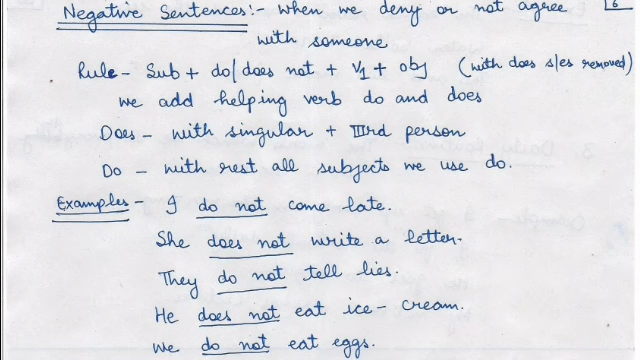 Negative Sentences:- When we deny or not agree
6
with someone
Rule - Sub + do/does not + V1 + obj (with does s/es removed)
we add helping verb do and does
Does - with singular + IIIrd person
Do - with rest all subjects we use do.
Examples - I do not come late.
She does not write a letter.
They do not tell lies.
He does not eat ice-cream.
We do not eat eggs.